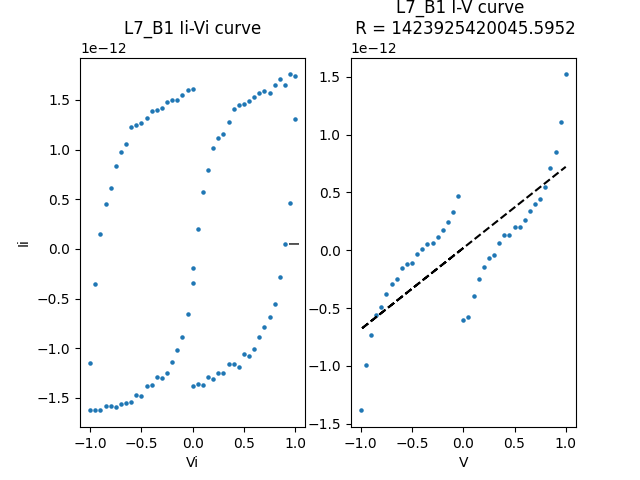 L7_B1 Ii-Vi curve
L7_B1 I-V curve
R = 1423925420045.5952
1e−12
1e−12
1.5
1.0
0.5
0.0
−0.5
−1.0
−1.5
Ii
−1.0 −0.5 0.0 0.5 1.0
Vi
1.5
1.0
0.5
0.0
−0.5
−1.0
−1.5
I
−1.0 −0.5 0.0 0.5 1.0
V